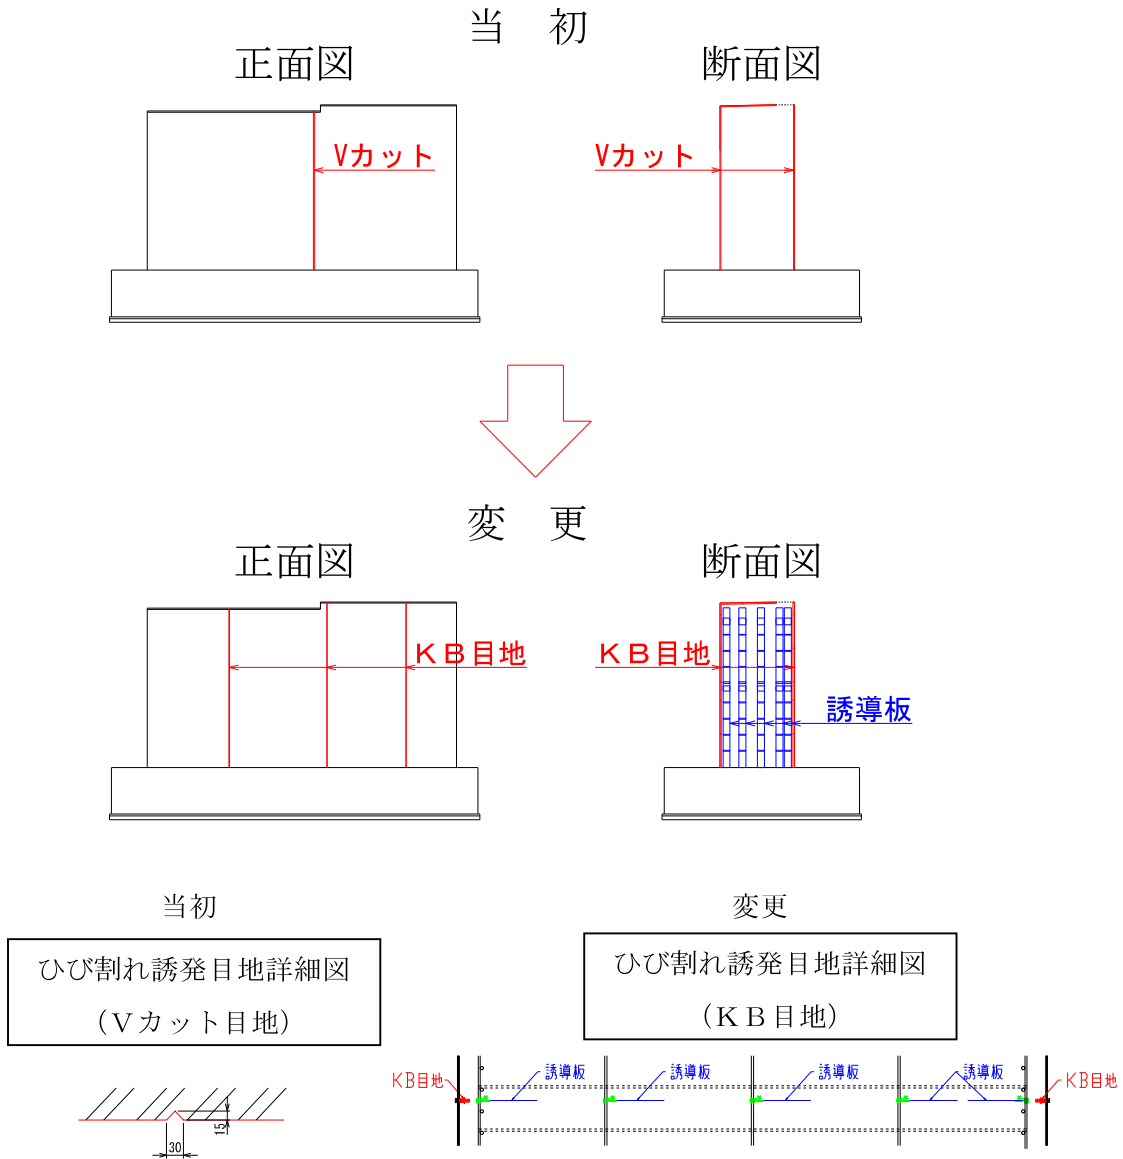 当 初
正面図
断面図
Vカット
Vカット
変 更
正面図
断面図
KB目地
KB目地
誘導板
当初
ひび割れ誘発目地詳細図
(Vカット目地)
30
15
変更
ひび割れ誘発目地詳細図
(KB目地)
KB目地
誘導板
誘導板
誘導板
誘導板
KB目地